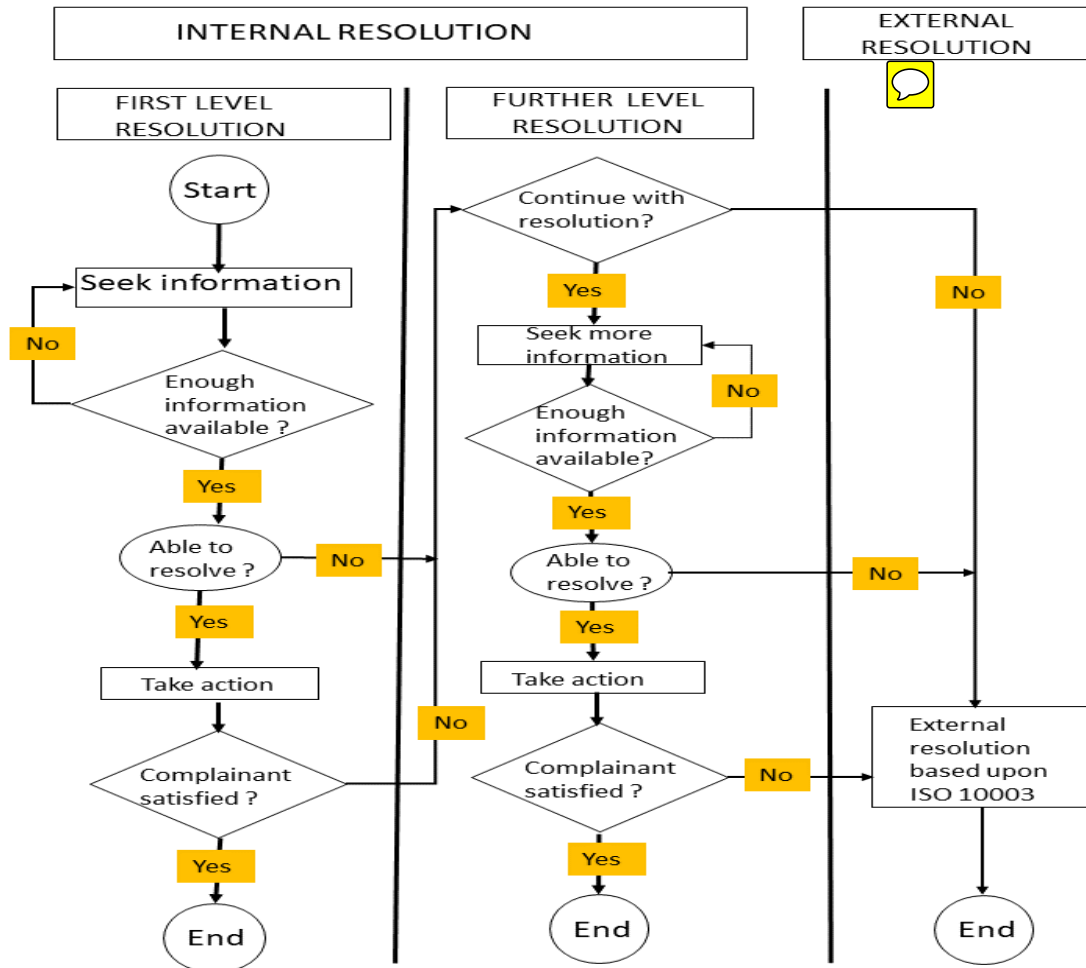 INTERNAL RESOLUTION
EXTERNAL
RESOLUTION
FIRST LEVEL
RESOLUTION
Start
Seek information
No
Enough
information
available ?
Yes
Able to
resolve ?
No
Yes
Take action
No
Complainant
satisfied ?
Yes
End
FURTHER LEVEL
RESOLUTION
Continue with
resolution?
Yes
No
Seek more
information
No
Enough
information
available?
Yes
Able to
resolve ?
No
Yes
Take action
Complainant
satisfied ?
No
Yes
End
External
resolution
based upon
ISO 10003
End